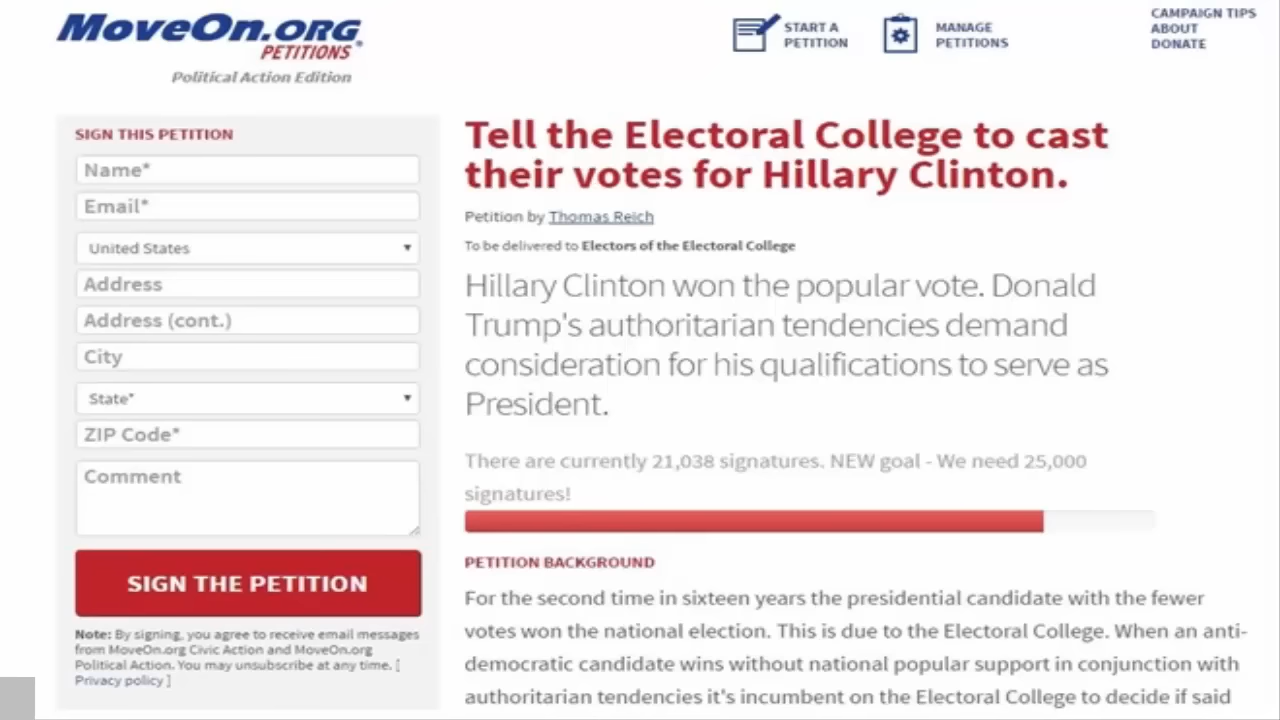 MoveOn.ORG
PETITIONS
Political Action Edition
START A
PETITION
MANAGE
PETITIONS
CAMPAIGN TIPS
ABOUT
DONATE
SIGN THIS PETITION
Name*
Email*
United States
Address
Address (cont.)
City
State*
ZIP Code*
Comment
SIGN THE PETITION
Note: By signing, you agree to receive email messages
from MoveOn.org Civic Action and MoveOn.org
Political Action. You may unsubscribe at any time. [
Privacy policy ]
Tell the Electoral College to cast
their votes for Hillary Clinton.
Petition by Thomas Reich
To be delivered to Electors of the Electoral College
Hillary Clinton won the popular vote. Donald
Trump's authoritarian tendencies demand
consideration for his qualifications to serve as
President.
There are currently 21,038 signatures. NEW goal - We need 25,000
signatures!
PETITION BACKGROUND
For the second time in sixteen years the presidential candidate with the fewer
votes won the national election. This is due to the Electoral College. When an anti-
democratic candidate wins without national popular support in conjunction with
authoritarian tendencies it's incumbent on the Electoral College to decide if said